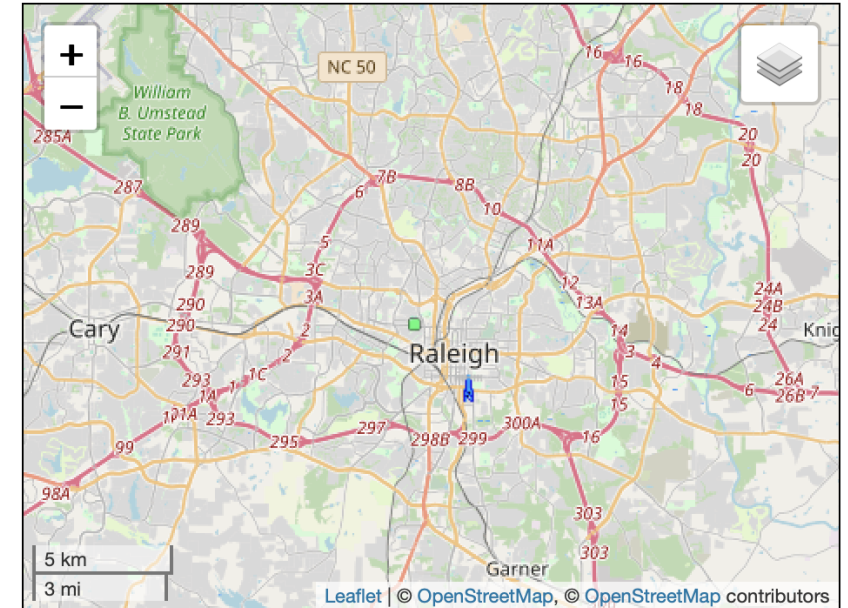 +
−
NC 50
William
B. Umstead
State Park
16
16
18
18
20
20
285A
287
7B
8B
6
10
289
5
11A
289
3C
3A
12
13A
24A
24B
24
290
290
Cary
2
14
Knig
291
2
Raleigh
3
4
293
1C
1
1A
15
6
26A
26B
7
101A
293
15
99
295
297
298B
299
300A
16
98A
303
303
5 km
3 mi
Garner
Leaflet | © OpenStreetMap, © OpenStreetMap contributors